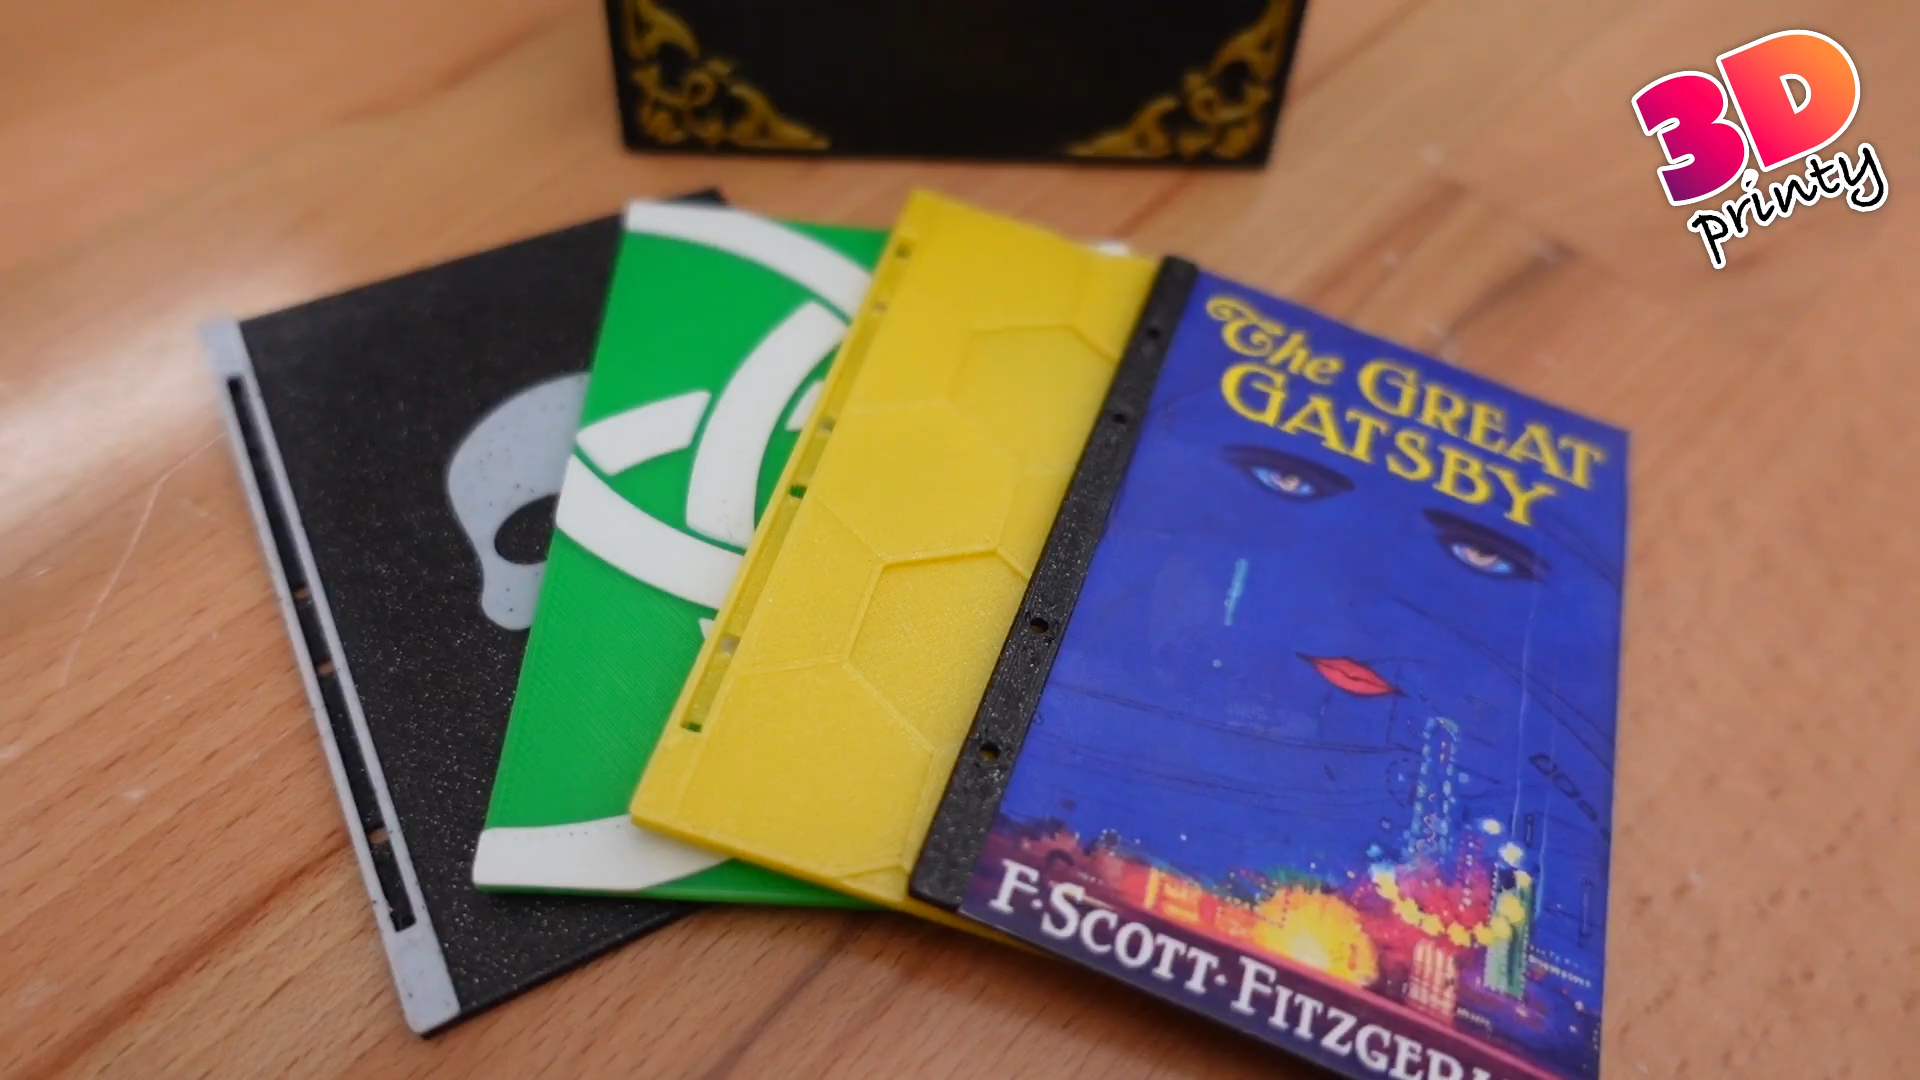 3D
printy
The GREAT
GATSBY
F·SCOTT·FITZGER